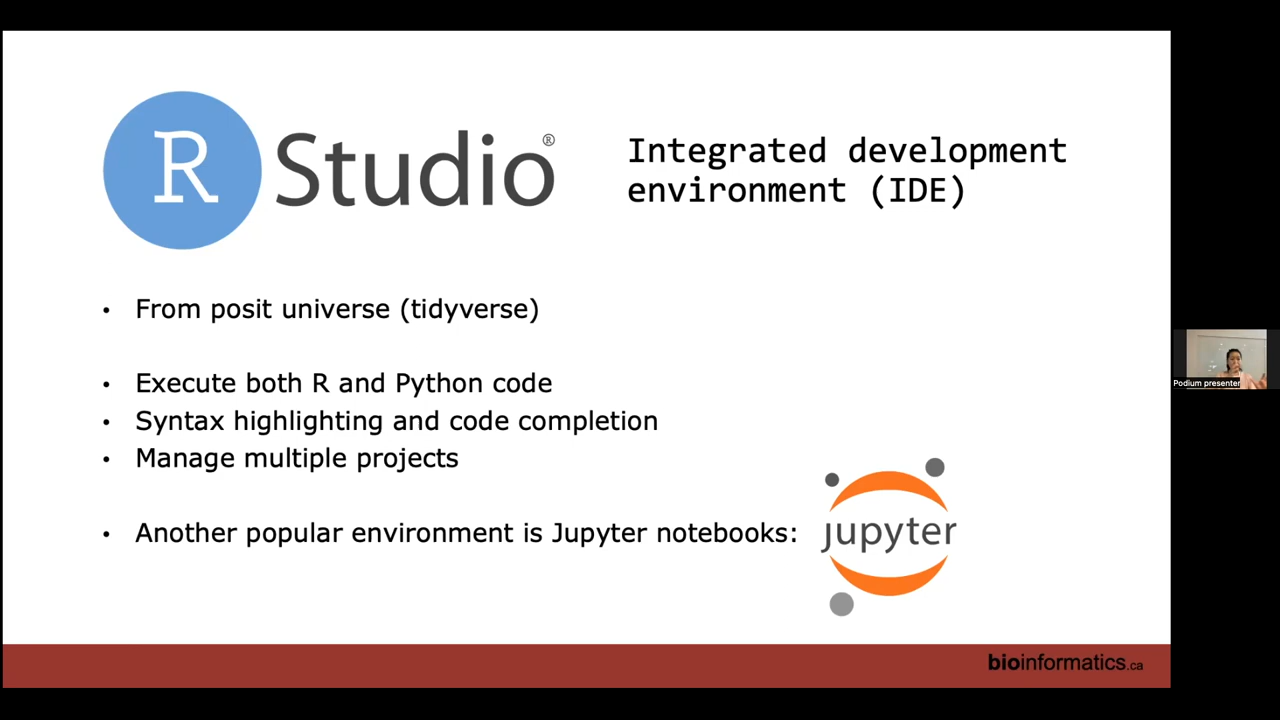 R Studio®
Integrated development
environment (IDE)
• From posit universe (tidyverse)
• Execute both R and Python code
• Syntax highlighting and code completion
• Manage multiple projects
• Another popular environment is Jupyter notebooks:
jupyter
Podium presenter
bioinformatics.ca